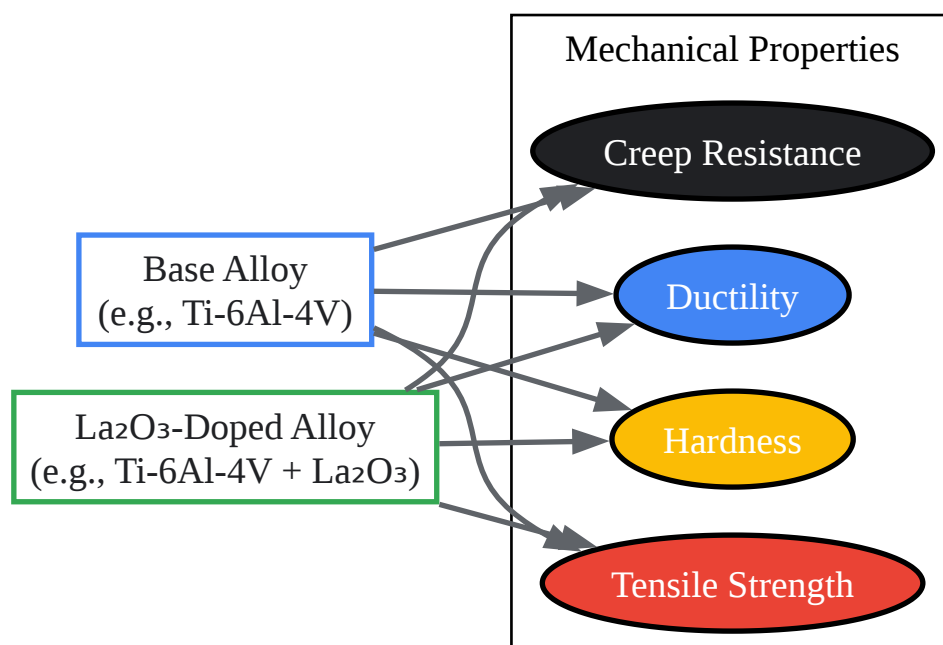 Mechanical Properties
Creep Resistance
Base Alloy
(e.g., Ti-6Al-4V)
Ductility
La₂O₃-Doped Alloy
(e.g., Ti-6Al-4V + La₂O₃)
Hardness
Tensile Strength